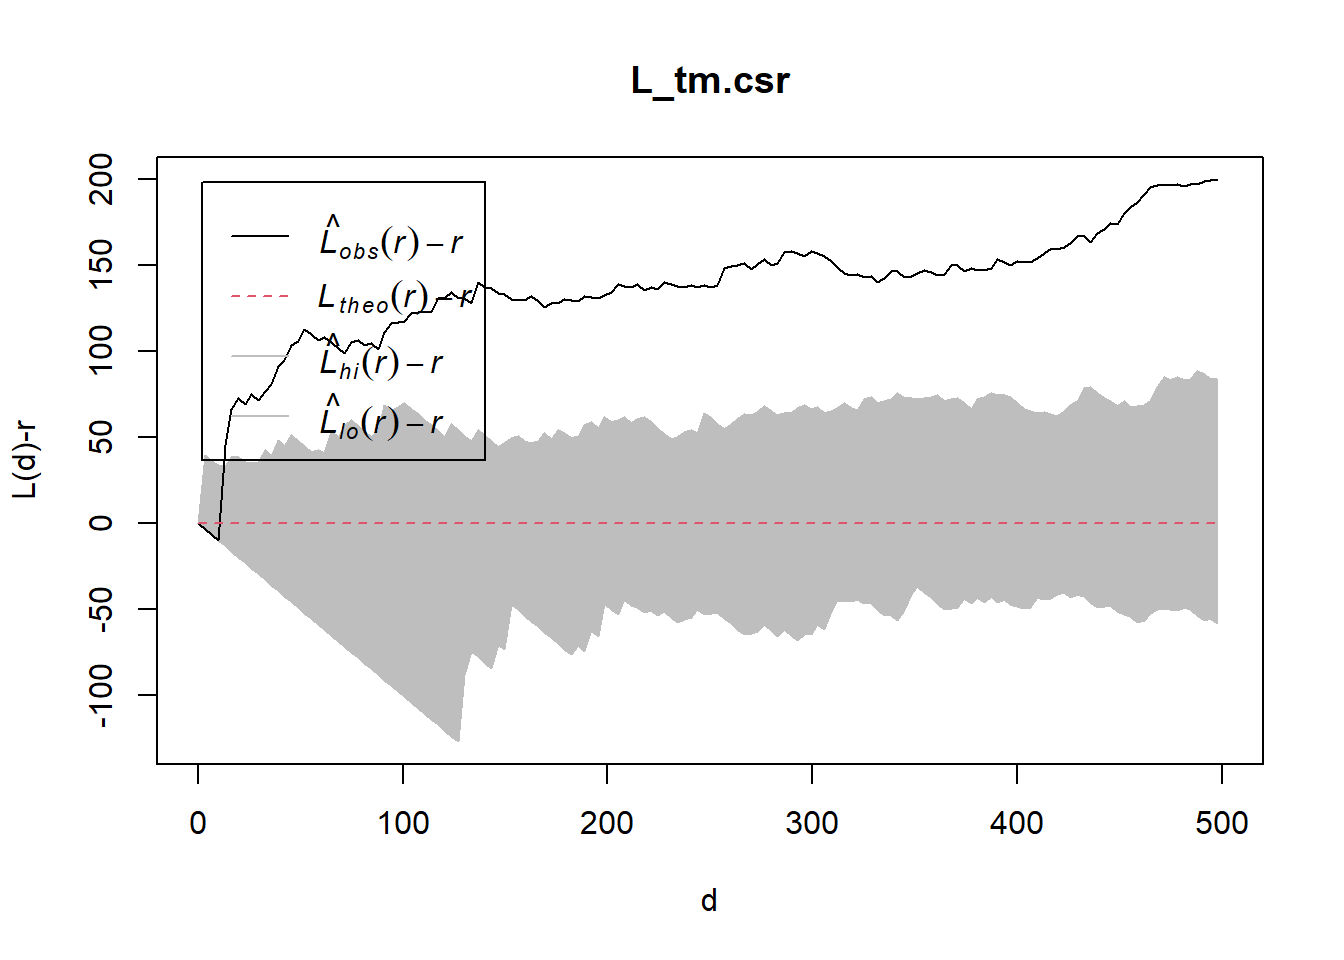 L_tm.csr
L(d)-r
200
150
100
50
0
-50
-100
L̂obs(r) – r
Ltheo(r) – r
L̂hi(r) – r
L̂lo(r) – r
0 100 200 300 400 500
d